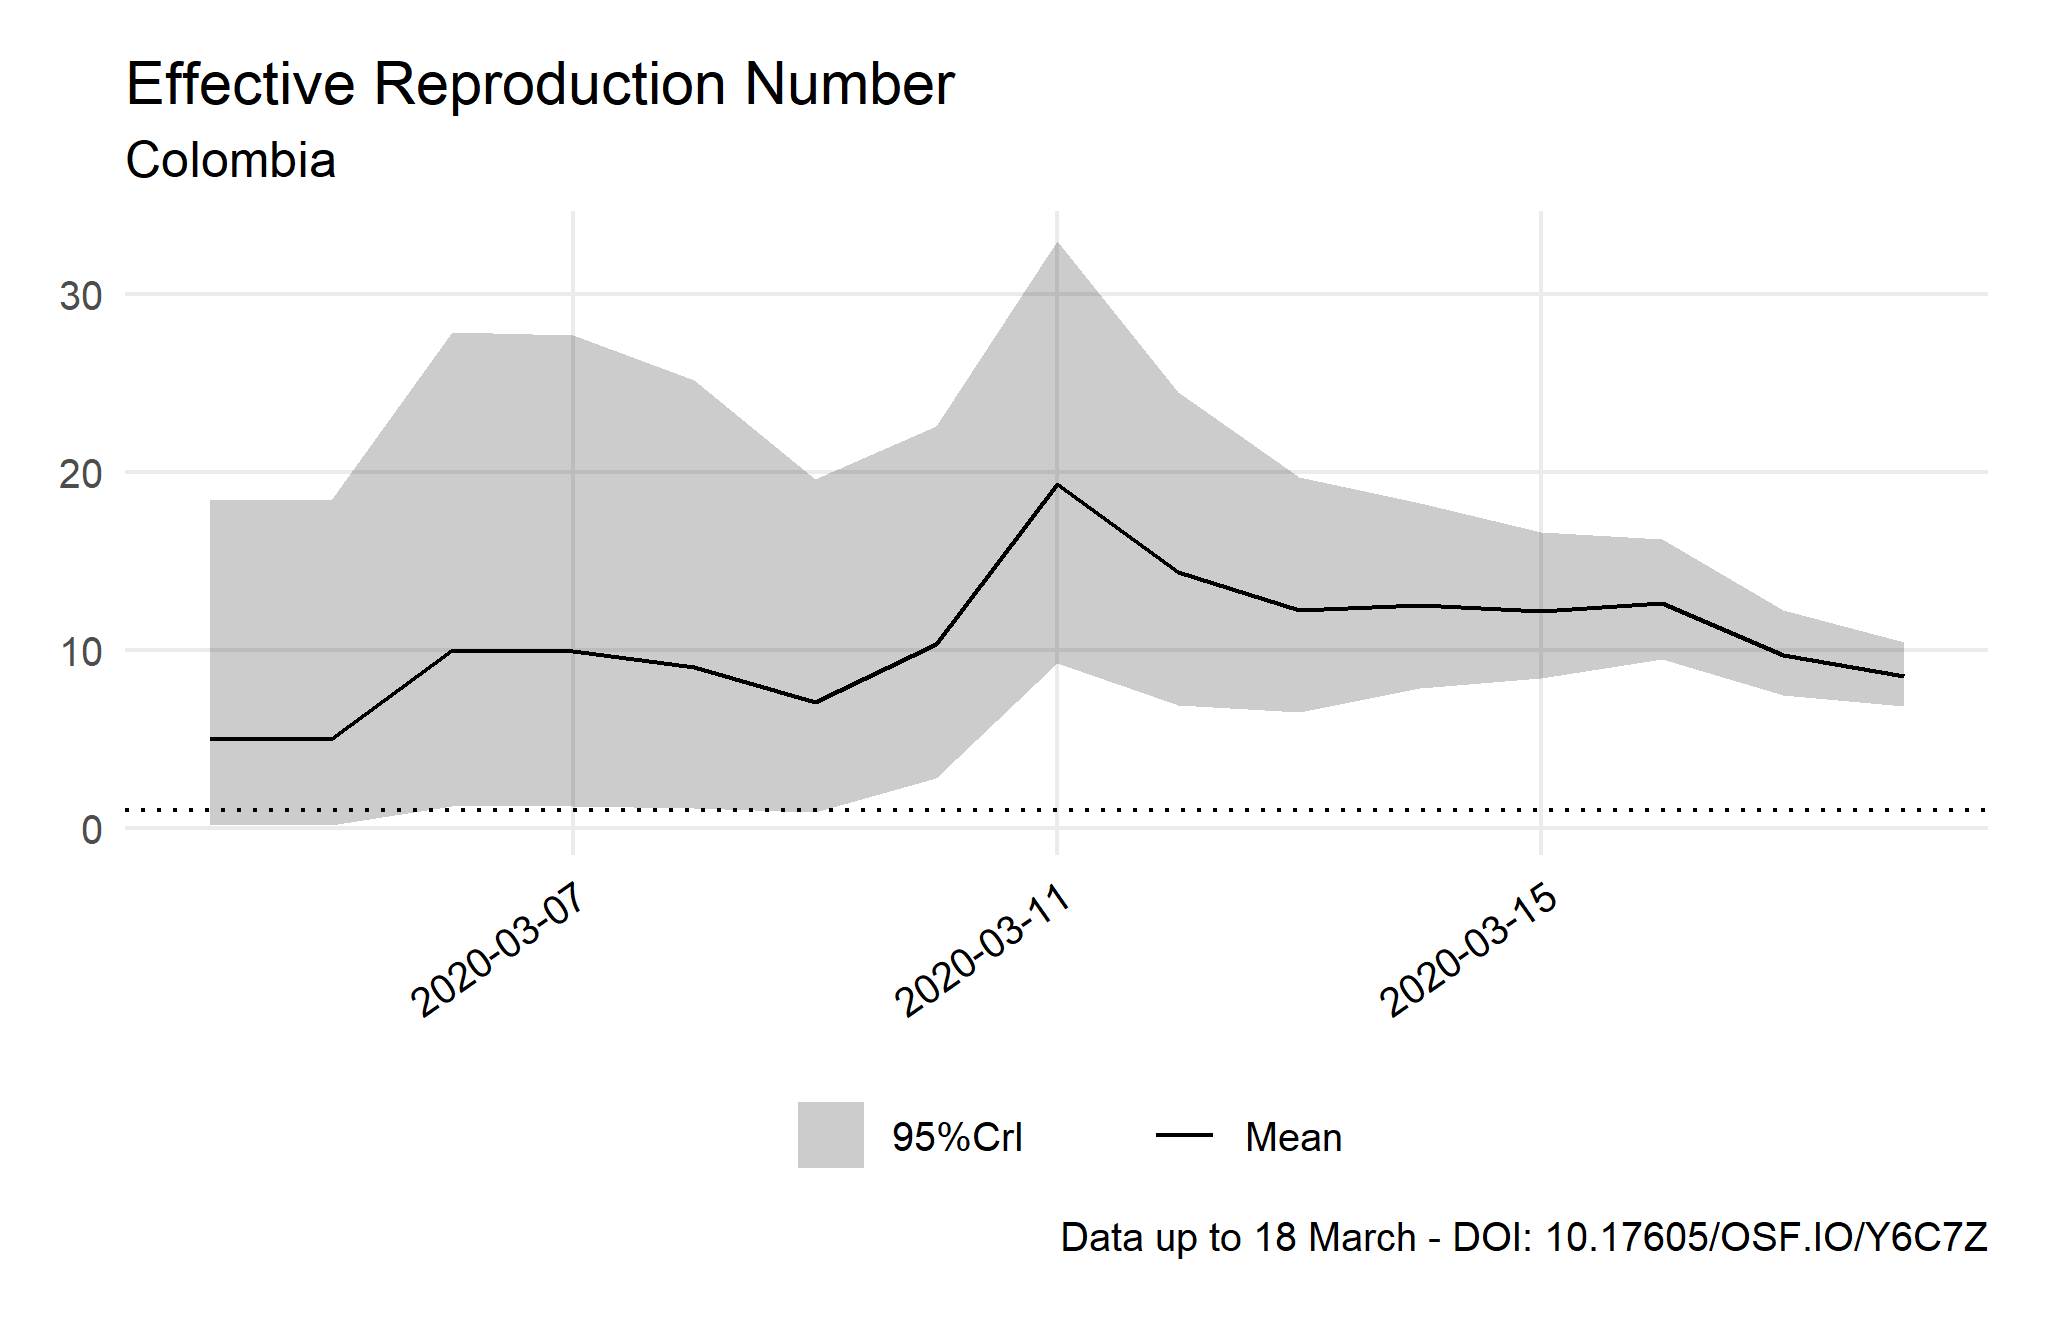 Effective Reproduction Number
Colombia
30
20
10
0
2020-03-07
2020-03-11
2020-03-15
95%CrI
Mean
Data up to 18 March - DOI: 10.17605/OSF.IO/Y6C7Z